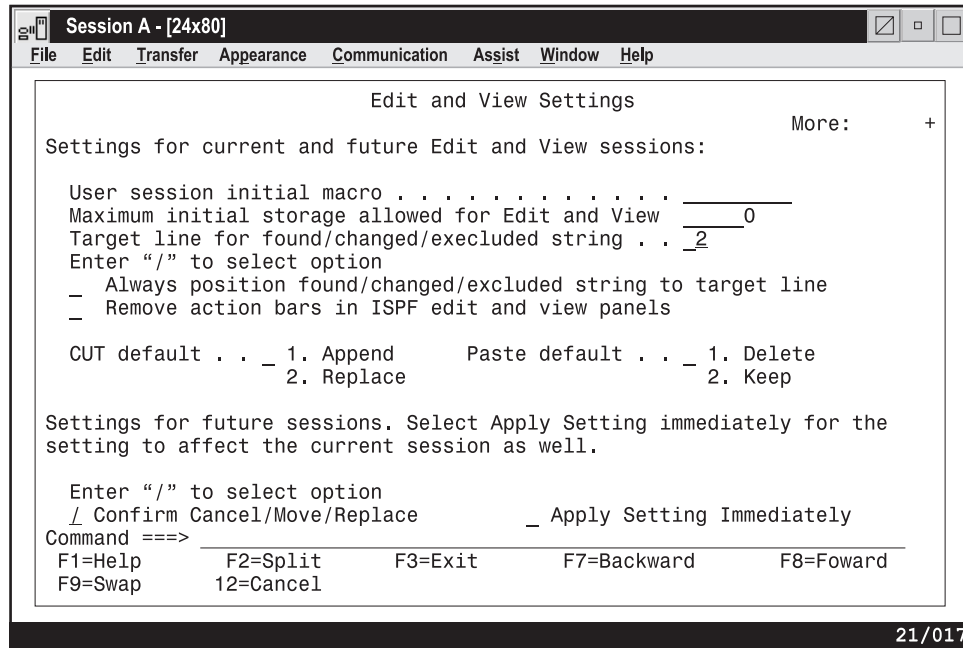 Session A - [24x80]
File Edit Transfer Appearance Communication Assist Window Help
Edit and View Settings
More: +
Settings for current and future Edit and View sessions:
User session initial macro . . . . . . . . . . . . ________
Maximum initial storage allowed for Edit and View _____0
Target line for found/changed/execluded string . . _2
Enter “/” to select option
_ Always position found/changed/excluded string to target line
_ Remove action bars in ISPF edit and view panels
CUT default . . _ 1. Append Paste default . . _ 1. Delete
2. Replace 2. Keep
Settings for future sessions. Select Apply Setting immediately for the
setting to affect the current session as well.
Enter “/” to select option
/ Confirm Cancel/Move/Replace _ Apply Setting Immediately
Command ===>
F1=Help F2=Split F3=Exit F7=Backward F8=Foward
F9=Swap 12=Cancel
21/017